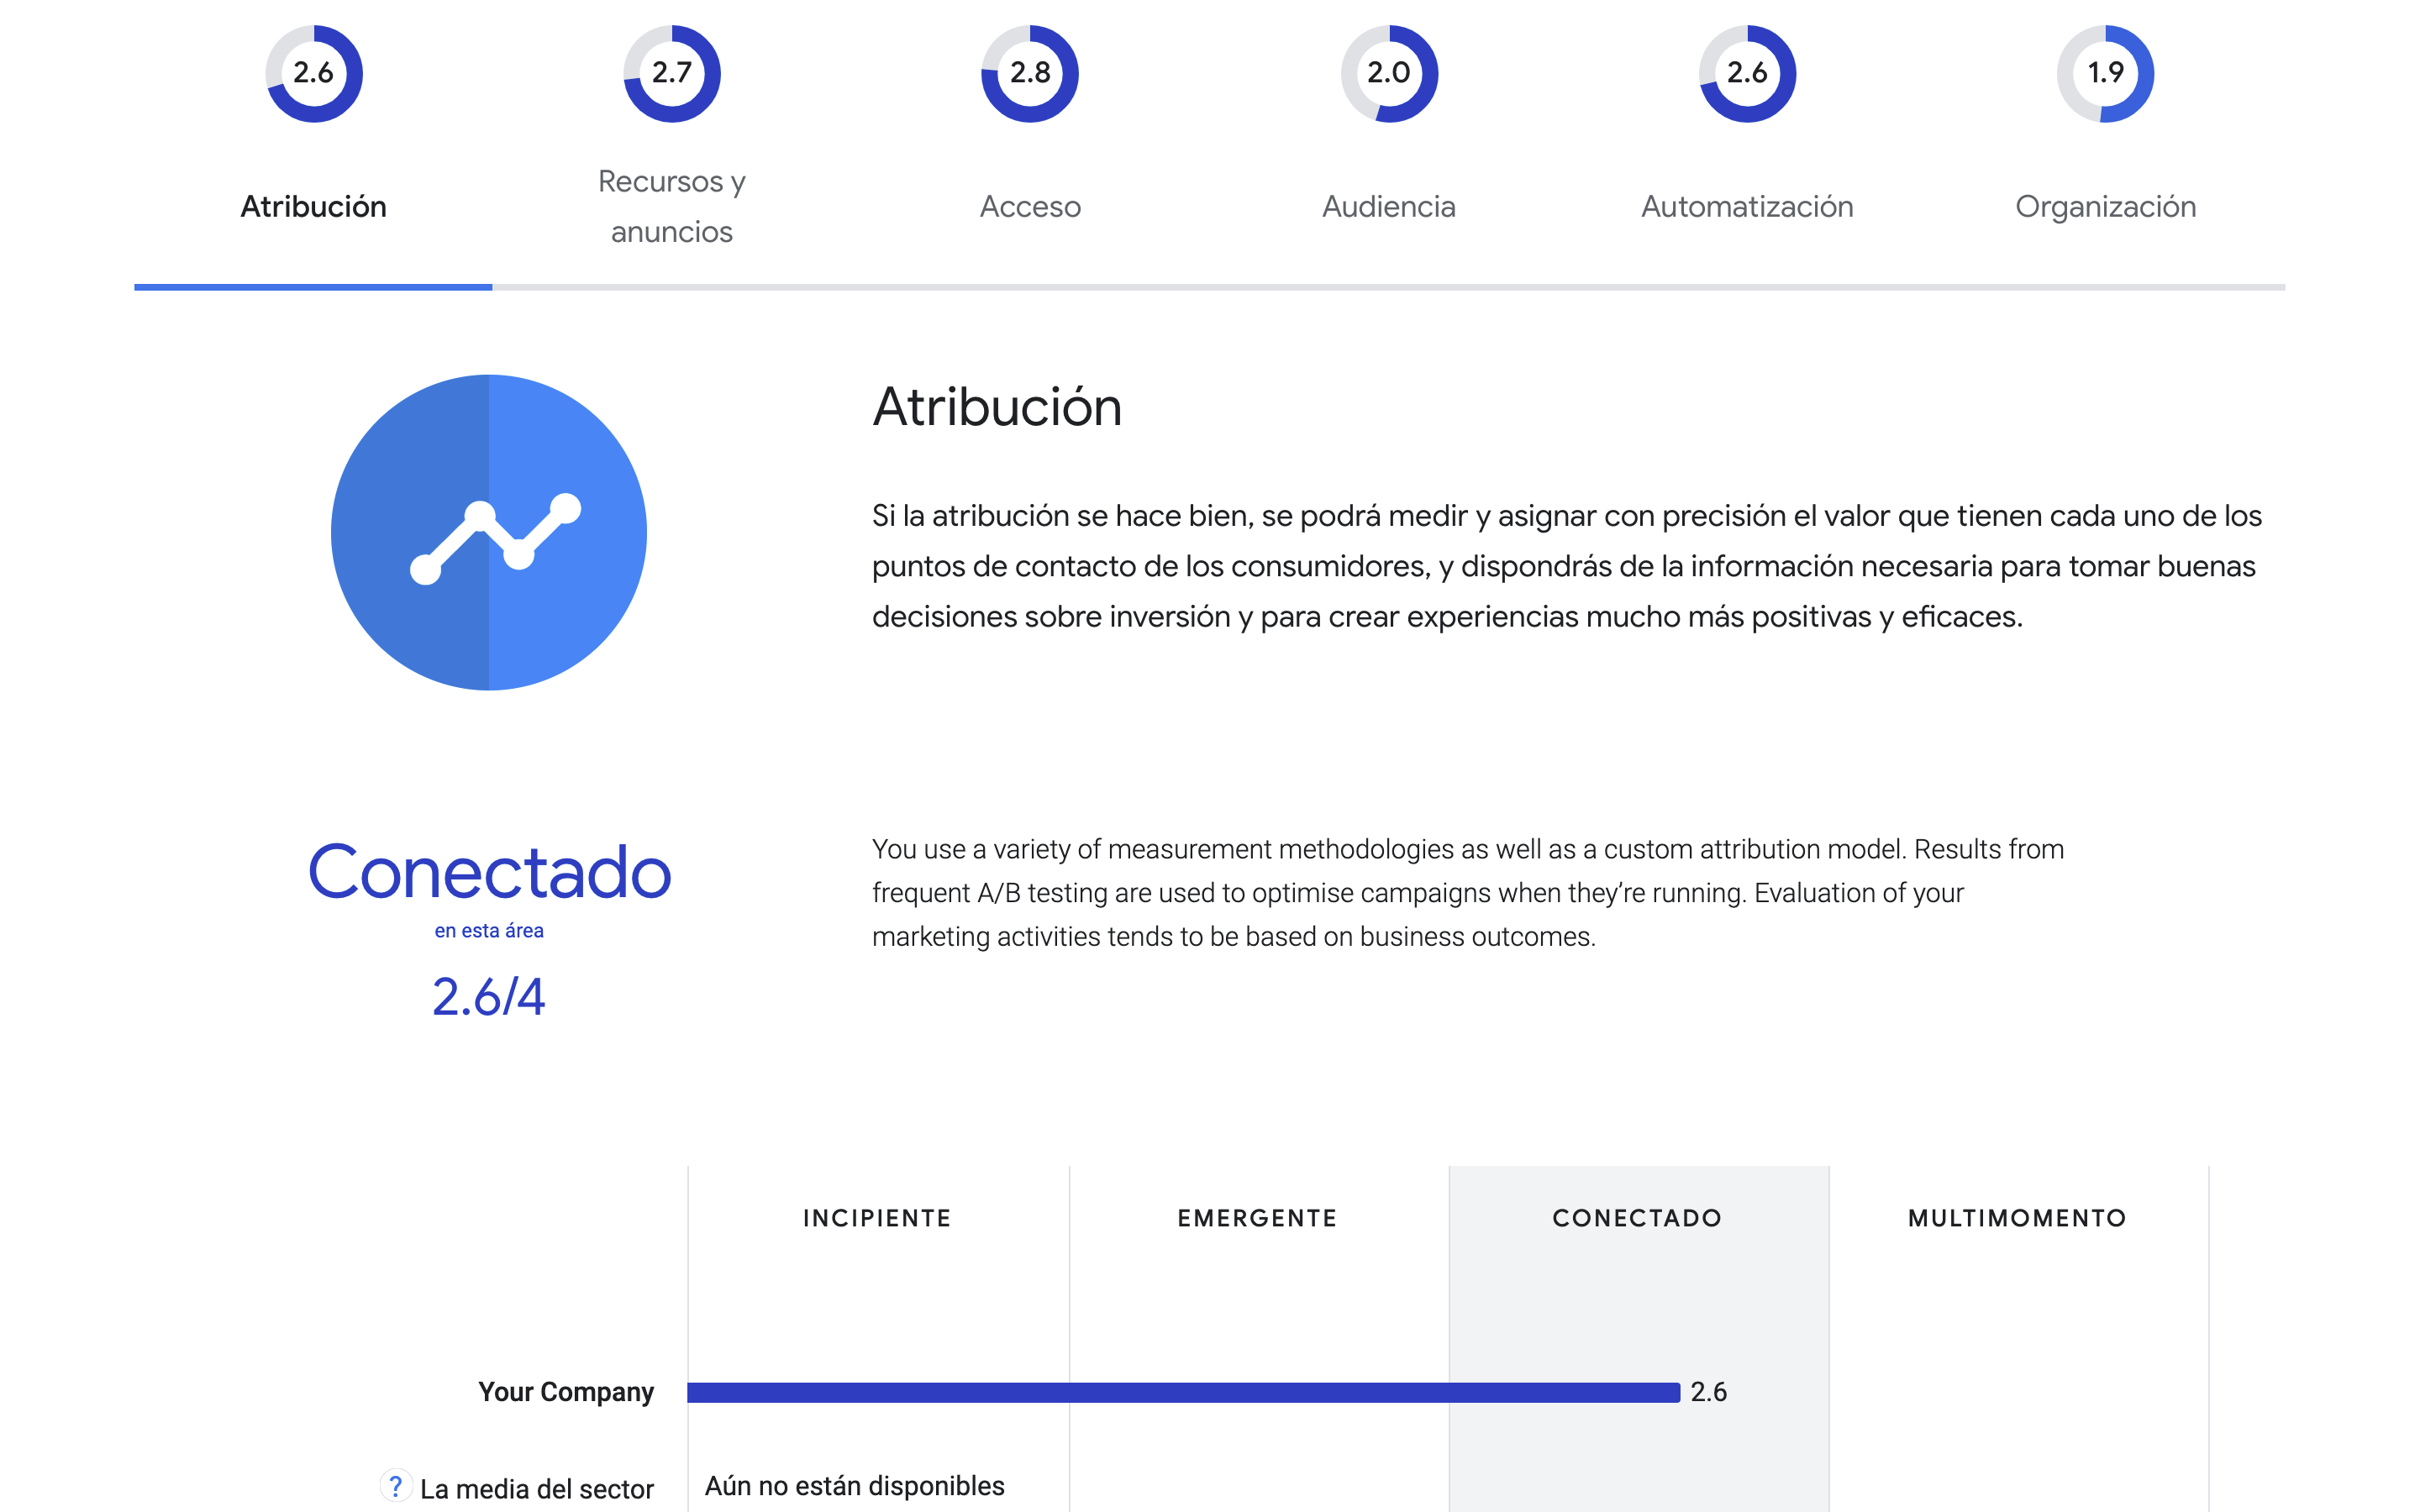 2.6
2.7
2.8
2.0
2.6
1.9
Atribución
Recursos y
anuncios
Acceso
Audiencia
Automatización
Organización
Atribución
Si la atribución se hace bien, se podrá medir y asignar con precisión el valor que tienen cada uno de los
puntos de contacto de los consumidores, y dispondrás de la información necesaria para tomar buenas
decisiones sobre inversión y para crear experiencias mucho más positivas y eficaces.
Conectado
en esta área
2.6/4
You use a variety of measurement methodologies as well as a custom attribution model. Results from
frequent A/B testing are used to optimise campaigns when they’re running. Evaluation of your
marketing activities tends to be based on business outcomes.
INCIPIENTE
EMERGENTE
CONECTADO
MULTIMOMENTO
Your Company
2.6
? La media del sector
Aún no están disponibles